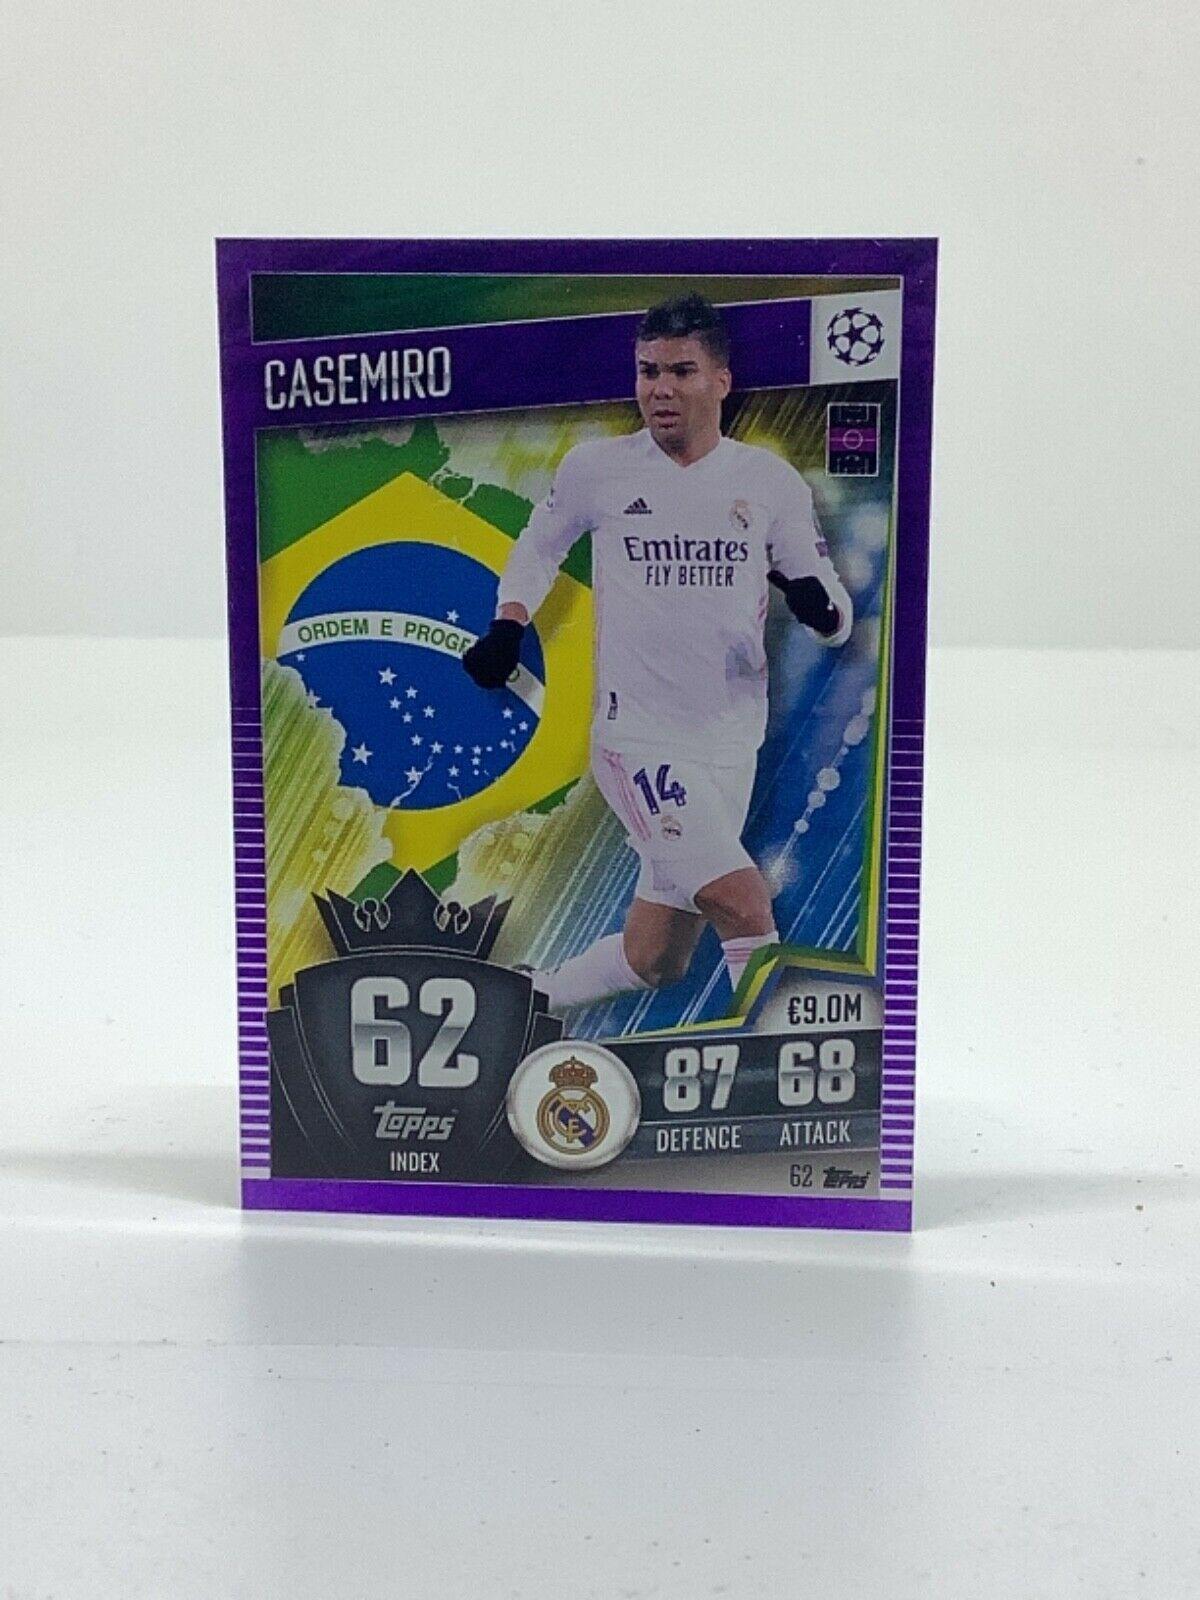 CASEMIRO
ORDEM E PROGR
Emirates
FLY BETTER
14
€9.0M
62
87 68
DEFENCE ATTACK
Topps
INDEX
62 Topps